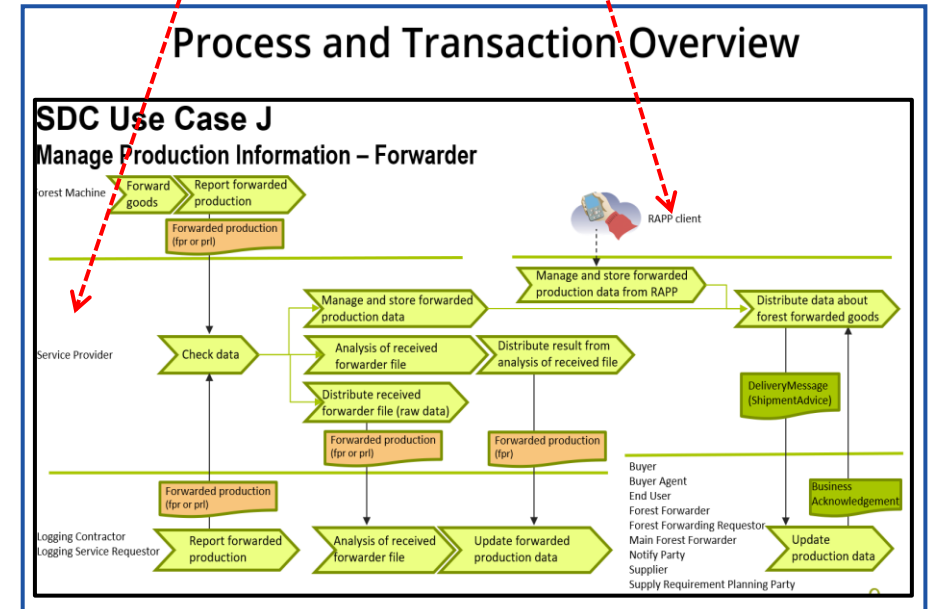 Process and Transaction Overview
SDC Use Case J
Manage Production Information – Forwarder
orest Machine
Forward
goods
Report forwarded
production
Forwarded production
(fpr or prl)
RAPP client
Manage and store forwarded
production data from RAPP
Manage and store forwarded
production data
Distribute data about
forest forwarded goods
Service Provider
Check data
Analysis of received
forwarder file
Distribute result from
analysis of received file
Distribute received
forwarder file (raw data)
DeliveryMessage
(ShipmentAdvice)
Forwarded production
(fpr or prl)
Forwarded production
(fpr)
Forwarded production
(fpr or prl)
Buyer
Buyer Agent
End User
Forest Forwarder
Forest Forwarding Requestor
Main Forest Forwarder
Notify Party
Supplier
Supply Requirement Planning Party
Business
Acknowledgement
Logging Contractor
Logging Service Requestor
Report forwarded
production
Analysis of received
forwarder file
Update forwarded
production data
Update
production data